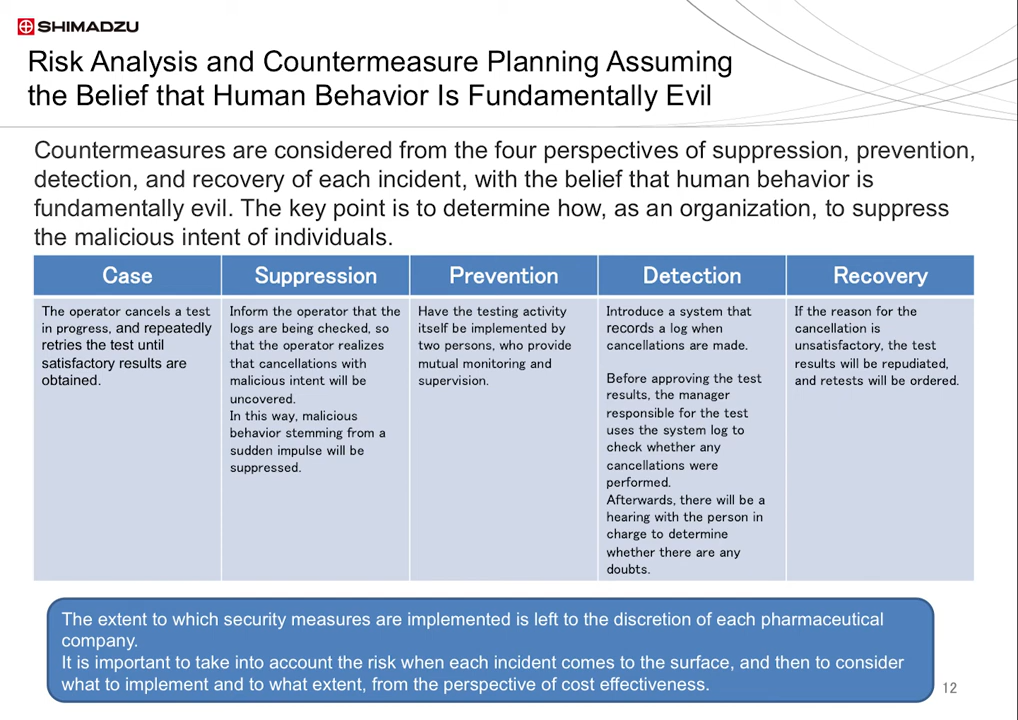 SHIMADZU
Risk Analysis and Countermeasure Planning Assuming
the Belief that Human Behavior Is Fundamentally Evil
Countermeasures are considered from the four perspectives of suppression, prevention,
detection, and recovery of each incident, with the belief that human behavior is
fundamentally evil. The key point is to determine how, as an organization, to suppress
the malicious intent of individuals.
Case
Suppression
Prevention
Detection
Recovery
The operator cancels a test
in progress, and repeatedly
retries the test until
satisfactory results are
obtained.
Inform the operator that the
logs are being checked, so
that the operator realizes
that cancellations with
malicious intent will be
uncovered.
In this way, malicious
behavior stemming from a
sudden impulse will be
suppressed.
Have the testing activity
itself be implemented by
two persons, who provide
mutual monitoring and
supervision.
Introduce a system that
records a log when
cancellations are made.
Before approving the test
results, the manager
responsible for the test
uses the system log to
check whether any
cancellations were
performed.
Afterwards, there will be a
hearing with the person in
charge to determine
whether there are any
doubts.
If the reason for the
cancellation is
unsatisfactory, the test
results will be repudiated,
and retests will be ordered.
The extent to which security measures are implemented is left to the discretion of each pharmaceutical
company.
It is important to take into account the risk when each incident comes to the surface, and then to consider
what to implement and to what extent, from the perspective of cost effectiveness.
12